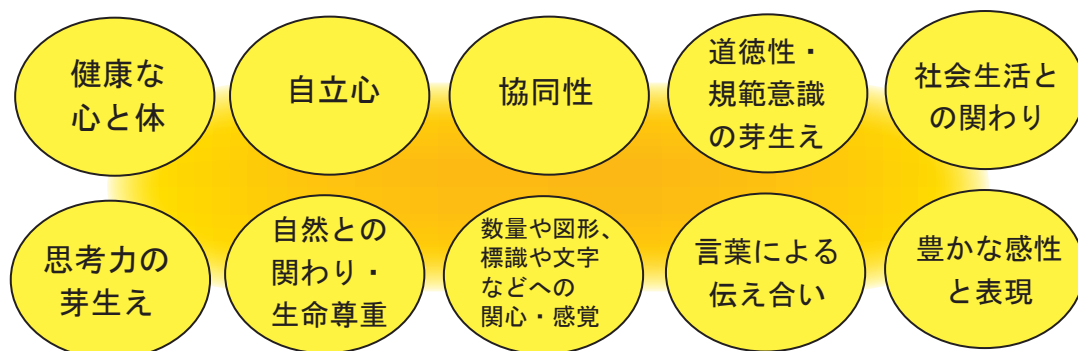 健康な
心と体
自立心
協同性
道徳性・
規範意識
の芽生え
社会生活と
の関わり
思考力の
芽生え
自然との
関わり・
生命尊重
数量や図形、
標識や文字
などへの
関心・感覚
言葉による
伝え合い
豊かな感性
と表現